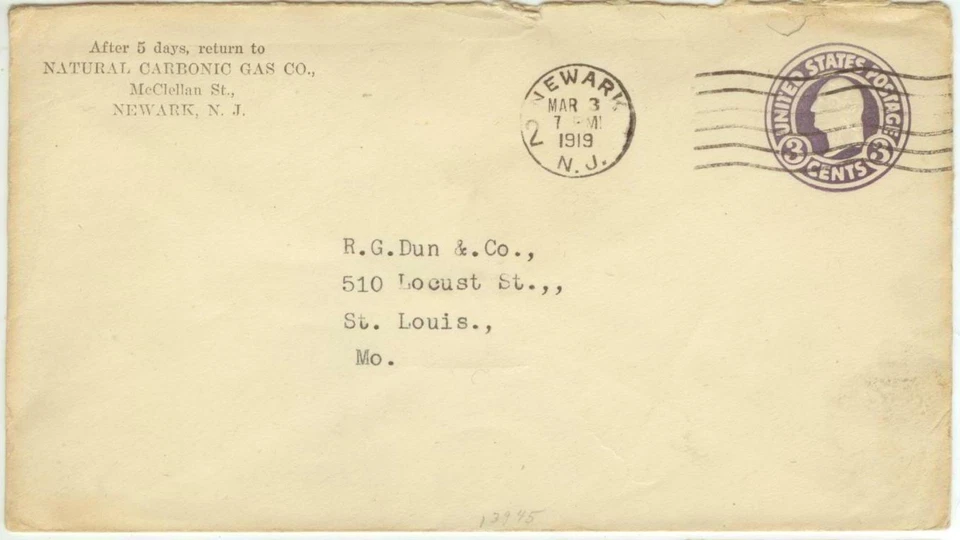 After 5 days, return to
NATURAL CARBONIC GAS CO.,
McClellan St.,
NEWARK, N. J.
NEWARK
MAR 3
7 M
1919
2
N. J.
UNITED STATES POSTAGE
3 3
CENTS
R.G.Dun &.Co.,
510 Locust St.,,
St. Louis.,
Mo.
13945